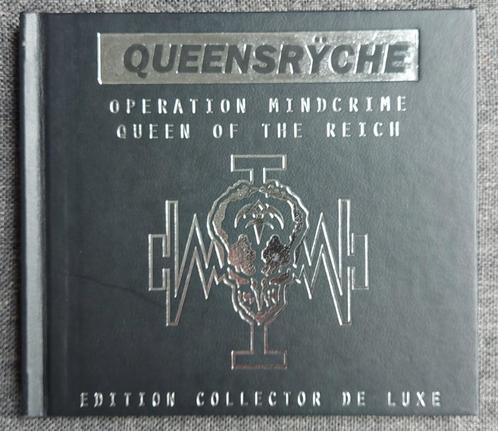 QUEENSRŸCHE
OPERATION MINDCRIME
QUEEN OF THE REICH
EDITION COLLECTOR DE LUXE